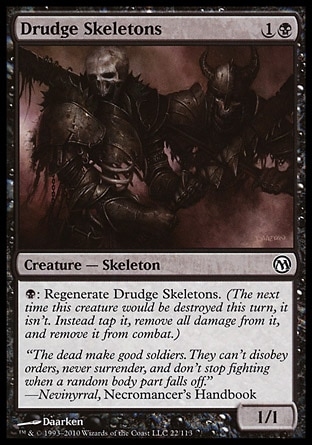 Drudge Skeletons 1
Creature — Skeleton
: Regenerate Drudge Skeletons. (The next
time this creature would be destroyed this turn, it
isn't. Instead tap it, remove all damage from it,
and remove it from combat.)
"The dead make good soldiers. They can't disobey
orders, never surrender, and don't stop fighting
when a random body part falls off."
—Nevinyrral, Necromancer's Handbook
Daarken
™ & © 1993–2010 Wizards of the Coast LLC 22/113
1/1